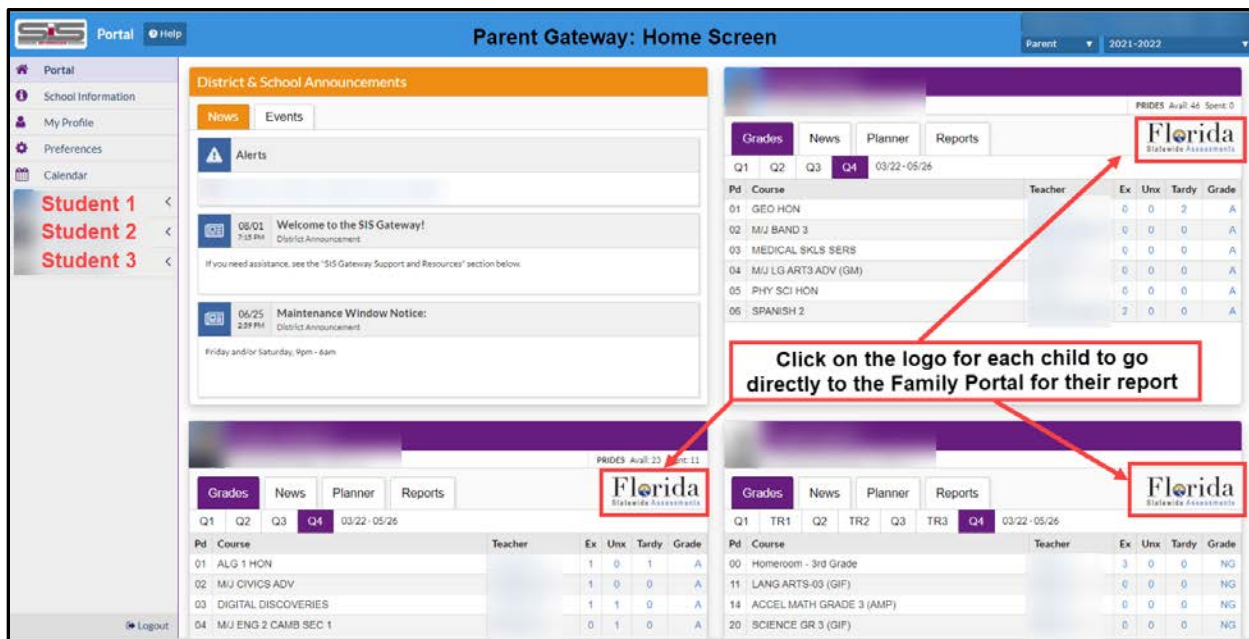 SIS
Portal Help
Parent Gateway: Home Screen
Parent 2021-2022
Portal
School Information
My Profile
Preferences
Calendar
Student 1
Student 2
Student 3
Logout
District & School Announcements
News Events
Alerts
08/01 Welcome to the SIS Gateway!
7:15 PM District Announcement
If you need assistance, see the "SIS Gateway Support and Resources" section below.
06/25 Maintenance Window Notice:
2:59 PM District Announcement
Friday and/or Saturday, 9pm - 6am
PRIDES Avail: 46 Spent: 0
Grades News Planner Reports
Florida
Statewide Assessments
Q1 Q2 Q3 Q4 03/22 - 05/26
Pd Course Teacher Ex Unx Tardy Grade
01 GEO HON 0 0 2 A
02 M/J BAND 3 0 0 0 A
03 MEDICAL SKLS SERS 0 0 0 A
04 M/J LG ART3 ADV (GM) 0 0 0 A
05 PHY SCI HON 0 0 0 A
06 SPANISH 2 2 0 0 A
Click on the logo for each child to go
directly to the Family Portal for their report
PRIDES Avail: 23 Spent: 11
Grades News Planner Reports
Florida
Statewide Assessments
Q1 Q2 Q3 Q4 03/22 - 05/26
Pd Course Teacher Ex Unx Tardy Grade
01 ALG 1 HON 1 0 1 A
02 M/J CIVICS ADV 1 0 0 A
03 DIGITAL DISCOVERIES 1 1 0 A
04 M/J ENG 2 CAMB SEC 1 0 1 0 A
Grades News Planner Reports
Florida
Statewide Assessments
Q1 TR1 Q2 TR2 Q3 TR3 Q4 03/22 - 05/26
Pd Course Teacher Ex Unx Tardy Grade
00 Homeroom - 3rd Grade 3 0 0 NG
11 LANG ARTS-03 (GIF) 0 0 0 NG
14 ACCEL MATH GRADE 3 (AMP) 0 0 0 NG
20 SCIENCE GR 3 (GIF) 0 0 0 NG